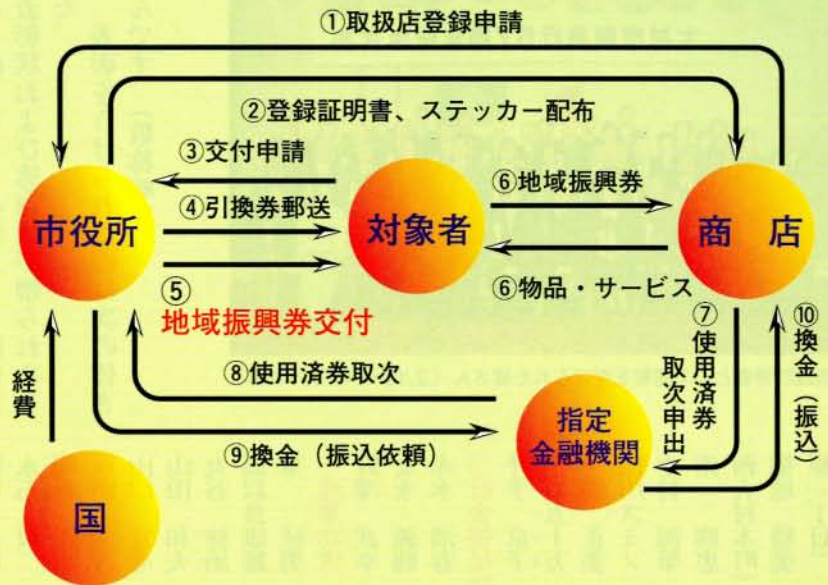 ①取扱店登録申請
②登録証明書、ステッカー配布
③交付申請
④引換券郵送
⑤
地域振興券交付
⑥地域振興券
⑥物品・サービス
市役所
対象者
商　店
⑦使用済券
取次申出
⑩換金（振込）
経費
⑧使用済券取次
⑨換金（振込依頼）
指定
金融機関
国